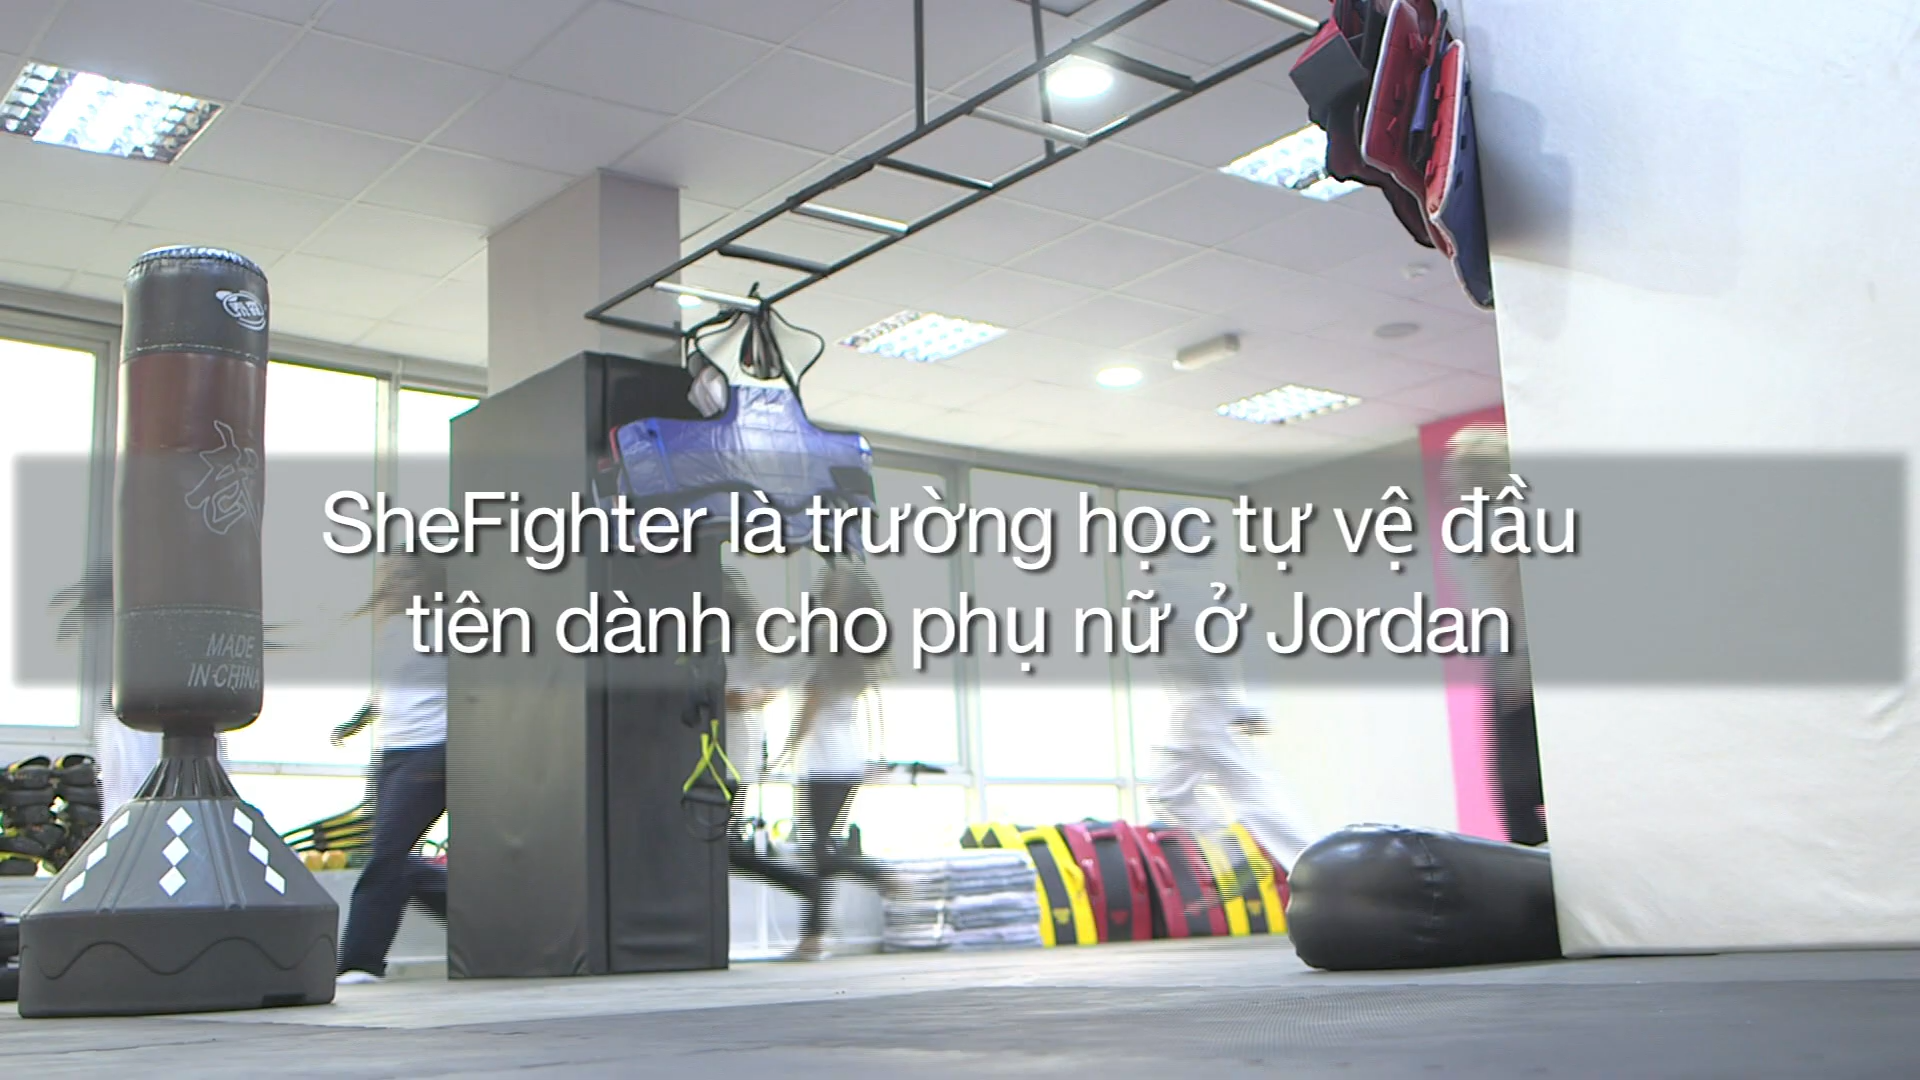 SheFighter là trường học tự vệ đầu
tiên dành cho phụ nữ ở Jordan
MADE
IN CHINA